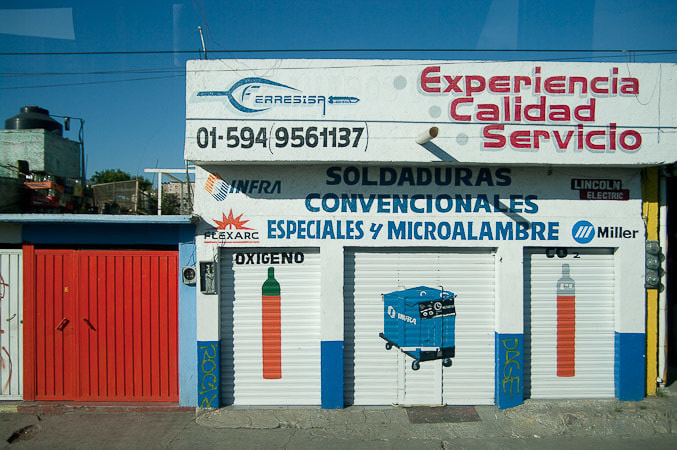 FERRESISA
Experiencia
Calidad
Servicio
01-594(9561137)
INFRA
SOLDADURAS
CONVENCIONALES
ESPECIALES Y MICROALAMBRE
LINCOLN
ELECTRIC
FLEXARC
Miller
OXIGENO
INFRA
CO2